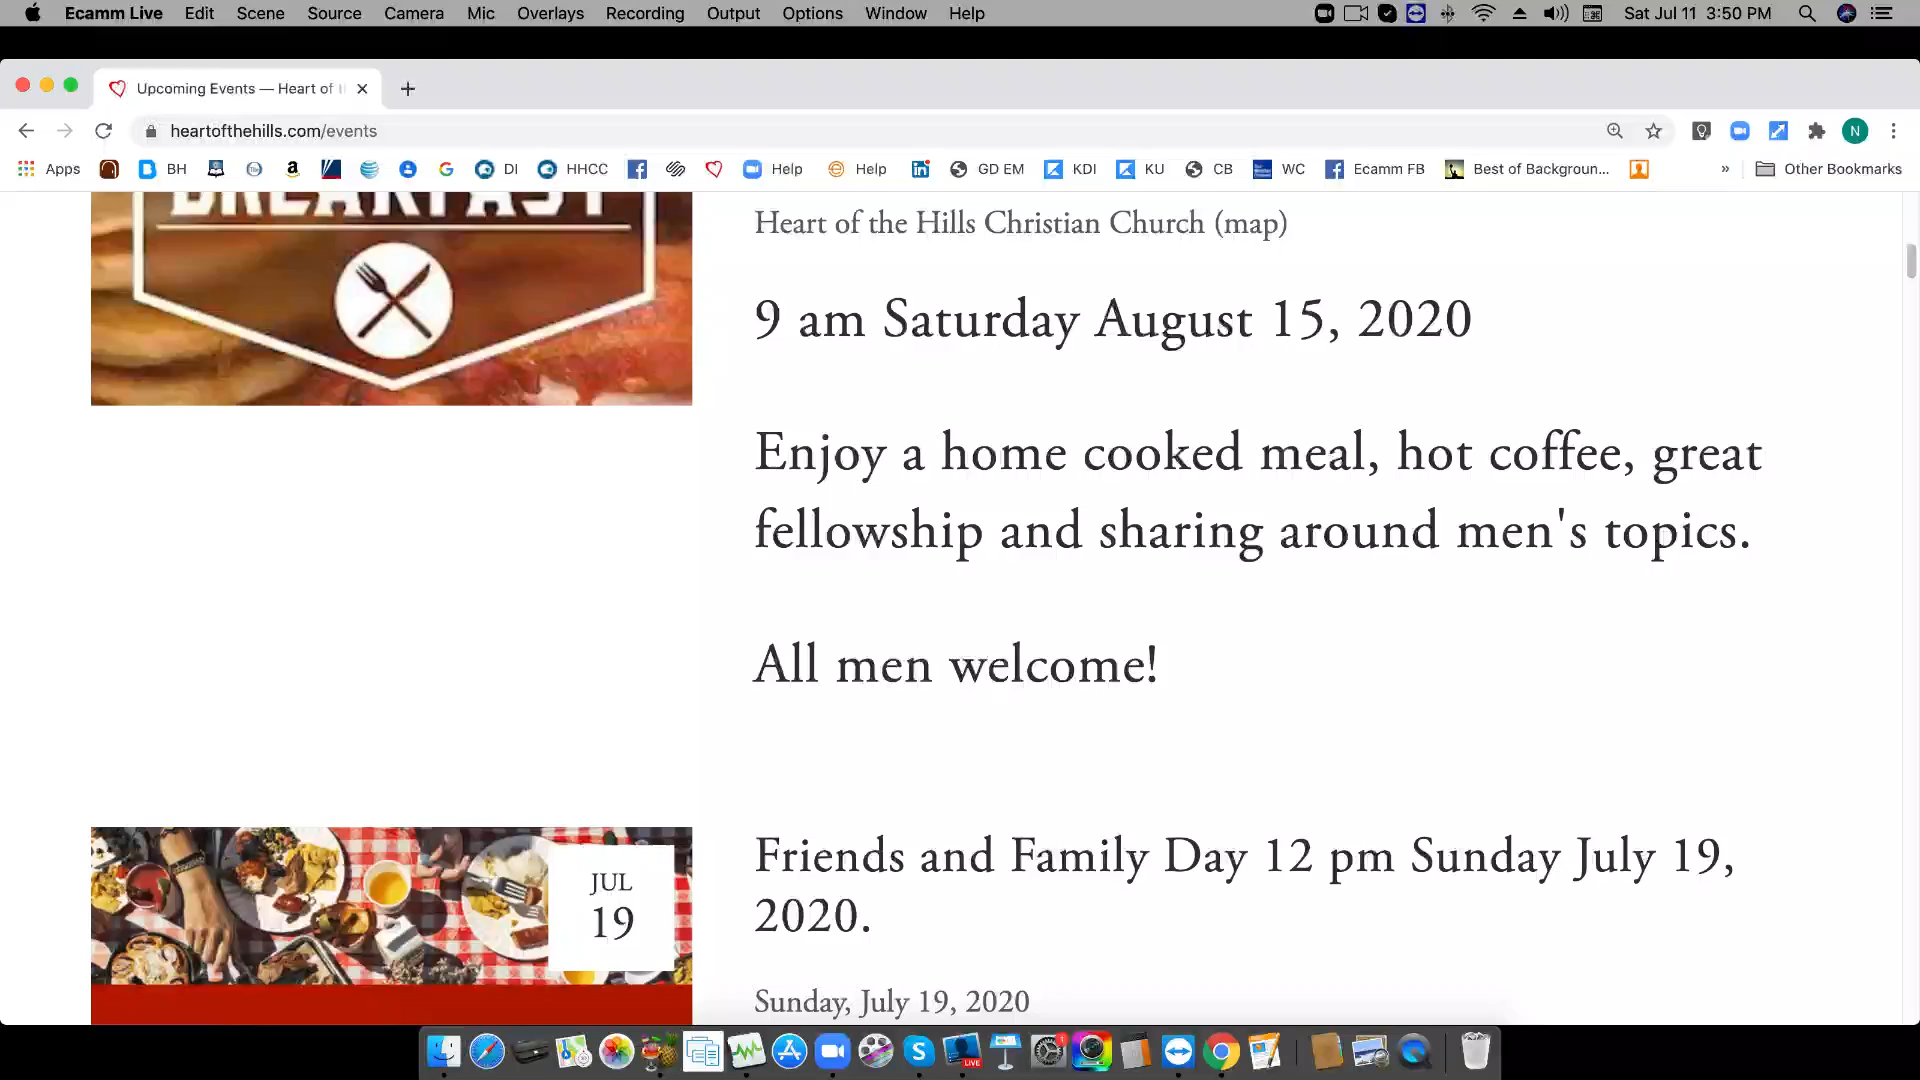 Ecamm Live Edit Scene Source Camera Mic Overlays Recording Output Options Window Help Sat Jul 11 3:50 PM
Upcoming Events — Heart of t
heartofthehills.com/events
N
Apps BH DI HHCC Help Help GD EM KDI KU CB WC Ecamm FB Best of Backgroun... » Other Bookmarks
BREAKFAST
Heart of the Hills Christian Church (map)
9 am Saturday August 15, 2020
Enjoy a home cooked meal, hot coffee, great
fellowship and sharing around men's topics.
All men welcome!
JUL
19
Friends and Family Day 12 pm Sunday July 19,
2020.
Sunday, July 19, 2020
LIVE
1